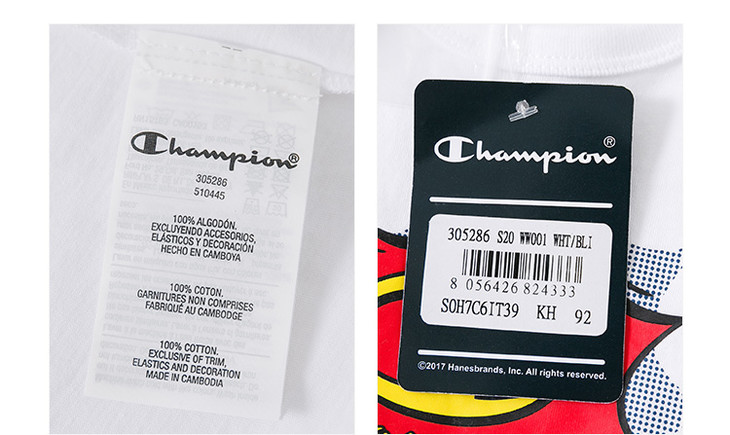 Champion®
305286
510445
100% ALGODÓN.
EXCLUYENDO ACCESORIOS,
ELÁSTICOS Y DECORACIÓN
HECHO EN CAMBOYA
100% COTON.
GARNITURES NON COMPRISES
FABRIQUÉ AU CAMBODGE
100% COTTON.
EXCLUSIVE OF TRIM,
ELASTICS AND DECORATION
MADE IN CAMBODIA
Champion®
305286 S20 WW001 WHT/BLI
8 056426 824333
SOH7C6IT39 KH 92
©2017 Hanesbrands, Inc. All rights reserved.